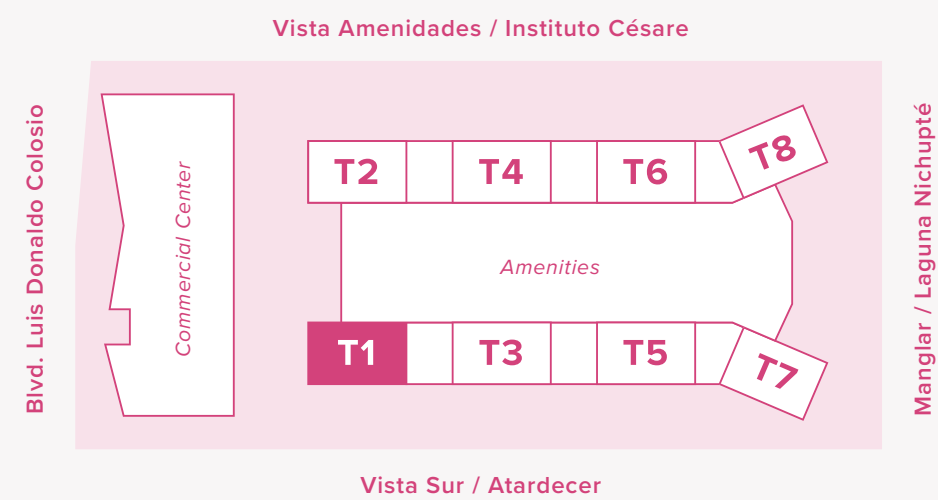 Vista Amenidades / Instituto Césare
Blvd. Luis Donaldo Colosio
Commercial Center
T2
T4
T6
T8
Amenities
T1
T3
T5
T7
Manglar / Laguna Nichupté
Vista Sur / Atardecer